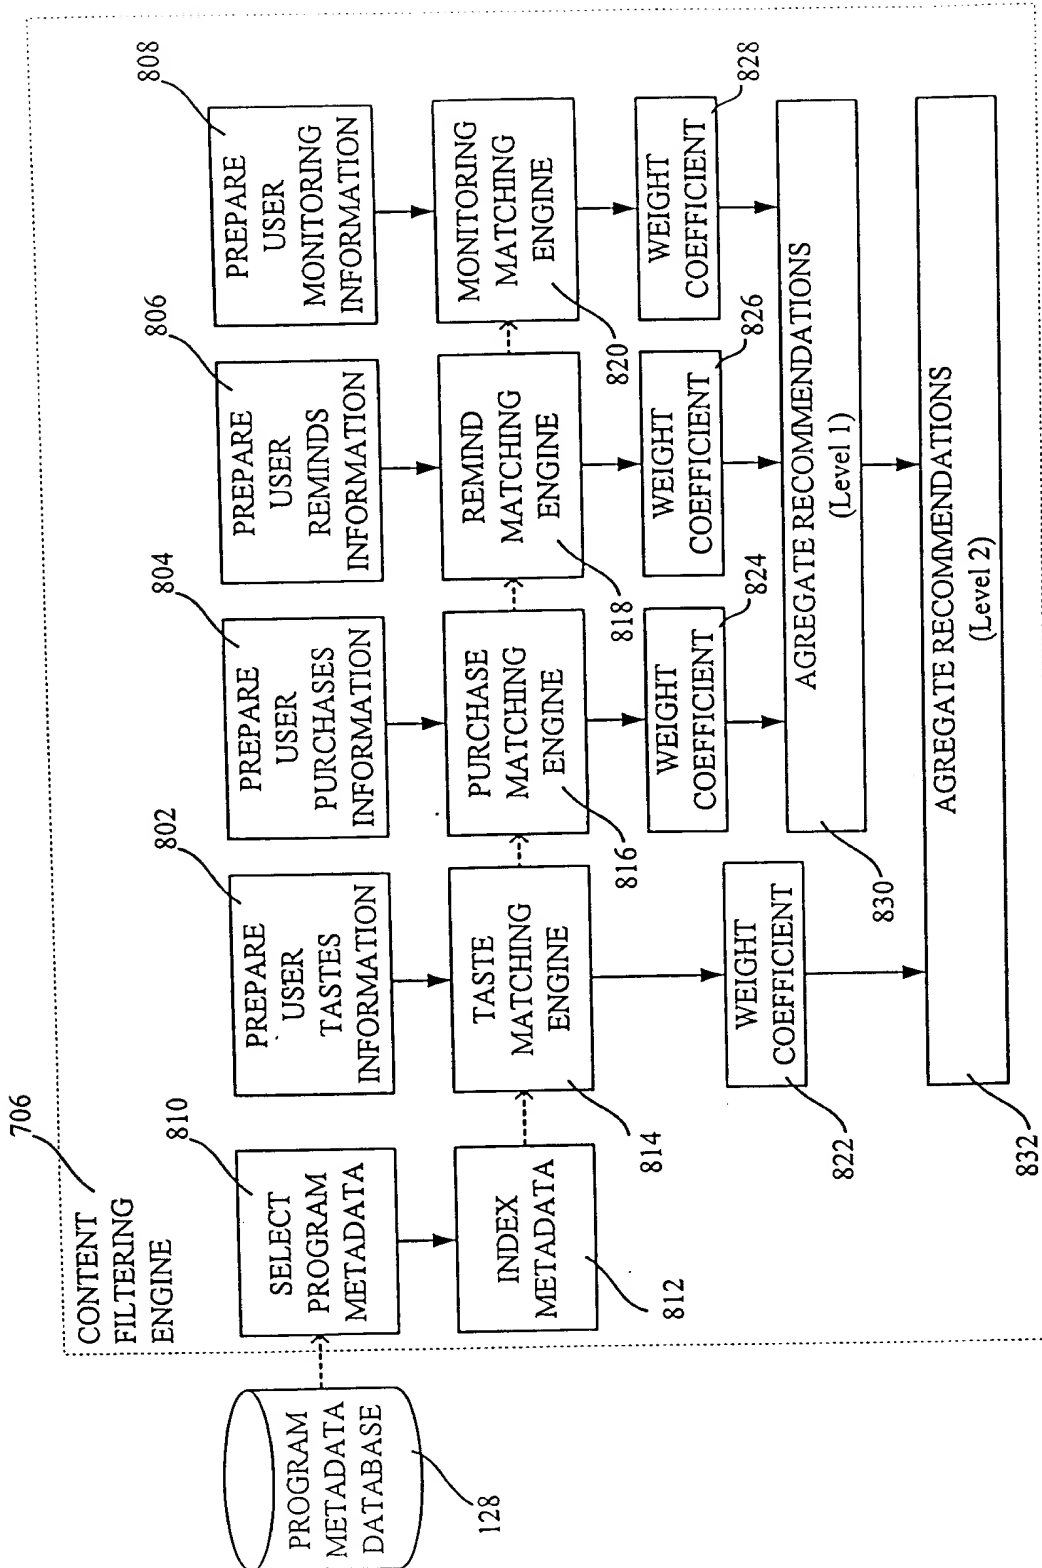 CONTENT
FILTERING
ENGINE
706
PROGRAM
METADATA
DATABASE
128
810
SELECT
PROGRAM
METADATA
802
PREPARE
USER
TASTES
INFORMATION
804
PREPARE
USER
PURCHASES
INFORMATION
806
PREPARE
USER
REMINDS
INFORMATION
808
PREPARE
USER
MONITORING
INFORMATION
INDEX
METADATA
812
TASTE
MATCHING
ENGINE
814
PURCHASE
MATCHING
ENGINE
816
REMIND
MATCHING
ENGINE
818
MONITORING
MATCHING
ENGINE
820
WEIGHT
COEFFICIENT
822
WEIGHT
COEFFICIENT
824
WEIGHT
COEFFICIENT
826
WEIGHT
COEFFICIENT
828
AGREGATE RECOMMENDATIONS
(Level 1)
830
AGREGATE RECOMMENDATIONS
(Level 2)
832